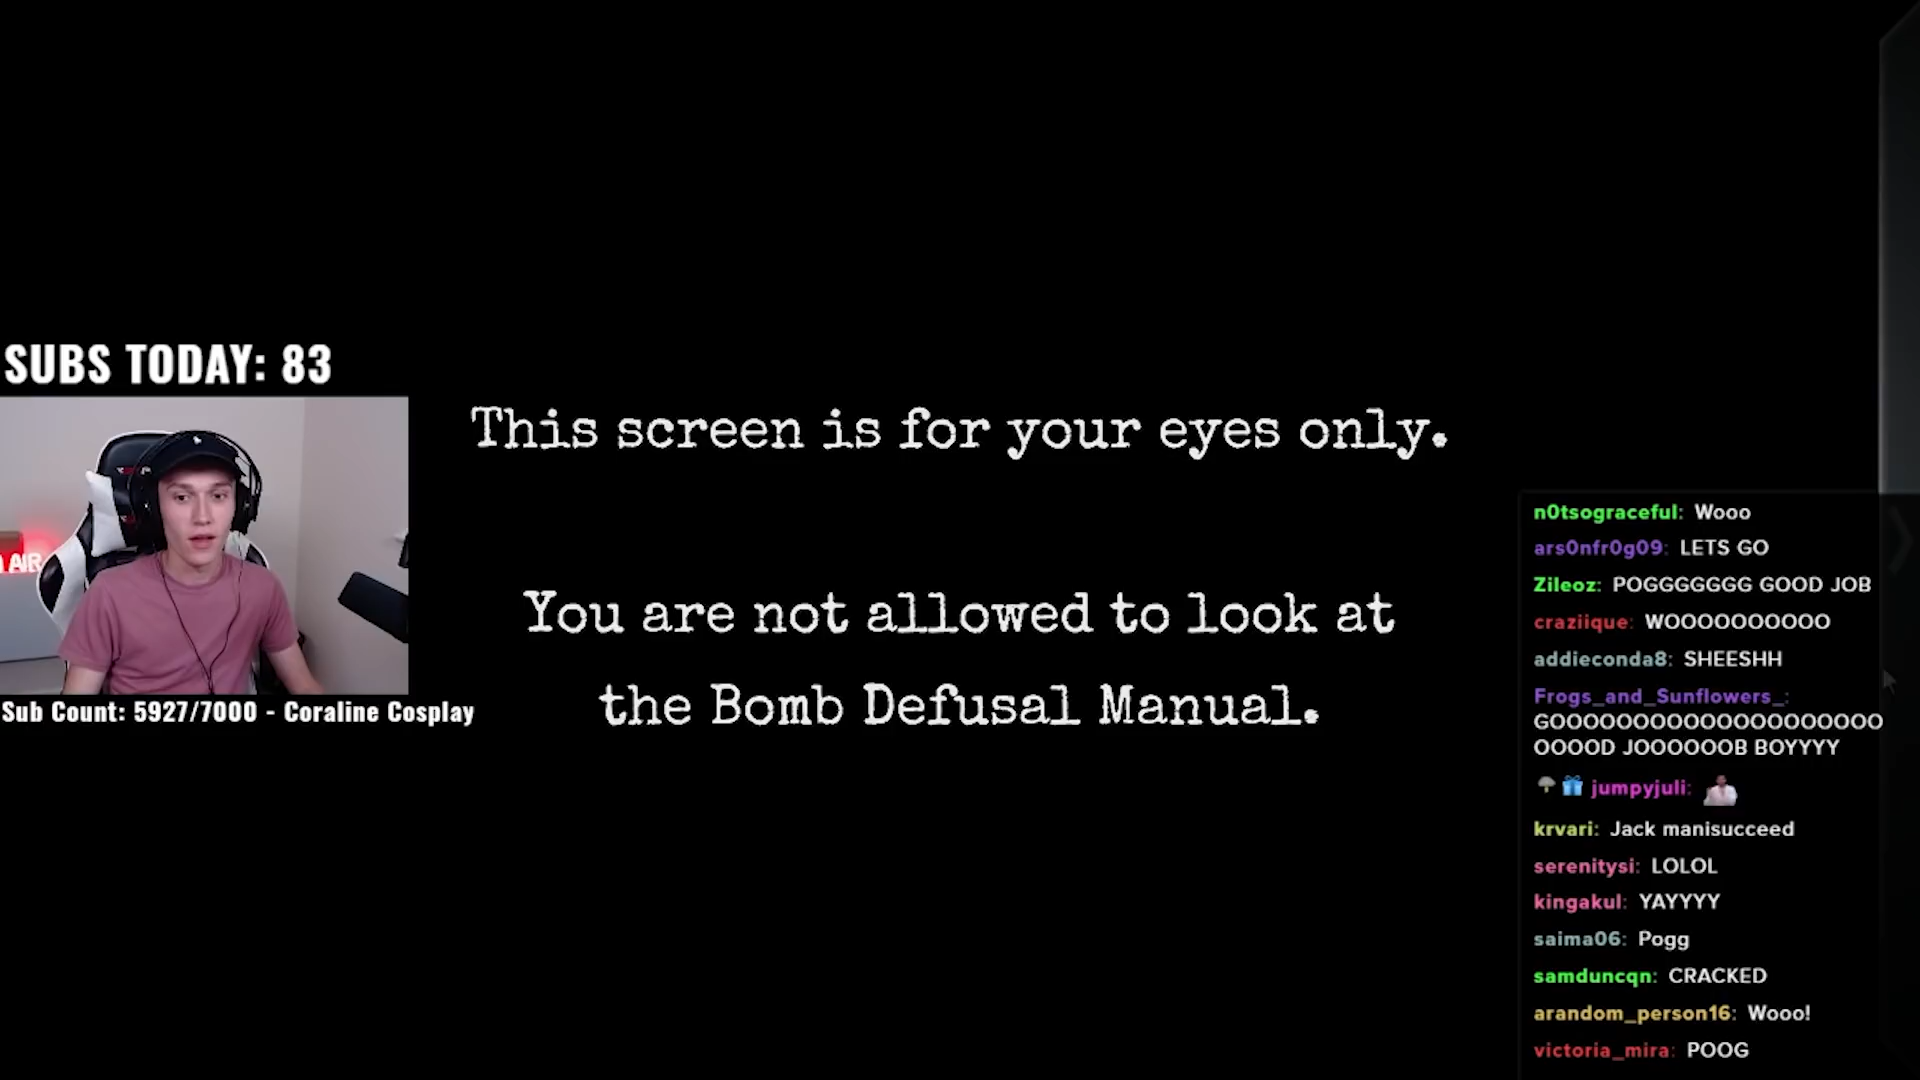 SUBS TODAY: 83
AIR
Sub Count: 5927/7000 - Coraline Cosplay
This screen is for your eyes only.
You are not allowed to look at
the Bomb Defusal Manual.
n0tsograceful: Wooo
ars0nfr0g09: LETS GO
Zileoz: POGGGGGGG GOOD JOB
craziique: WOOOOOOOOOO
addieconda8: SHEESHH
Frogs_and_Sunflowers_:
GOOOOOOOOOOOOOOOOOOOO
OOOOD JOOOOOOB BOYYYY
jumpyjuli:
krvari: Jack manisucceed
serenitysi: LOLOL
kingakul: YAYYYY
saima06: Pogg
samduncqn: CRACKED
arandom_person16: Wooo!
victoria_mira: POOG